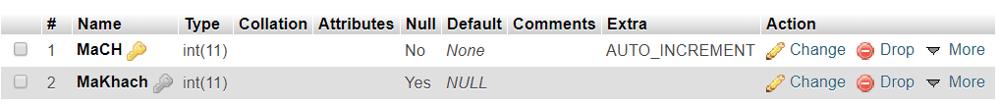 # Name Type Collation Attributes Null Default Comments Extra Action
1 MaCH int(11) No None AUTO_INCREMENT Change Drop More
2 MaKhach int(11) Yes NULL Change Drop More